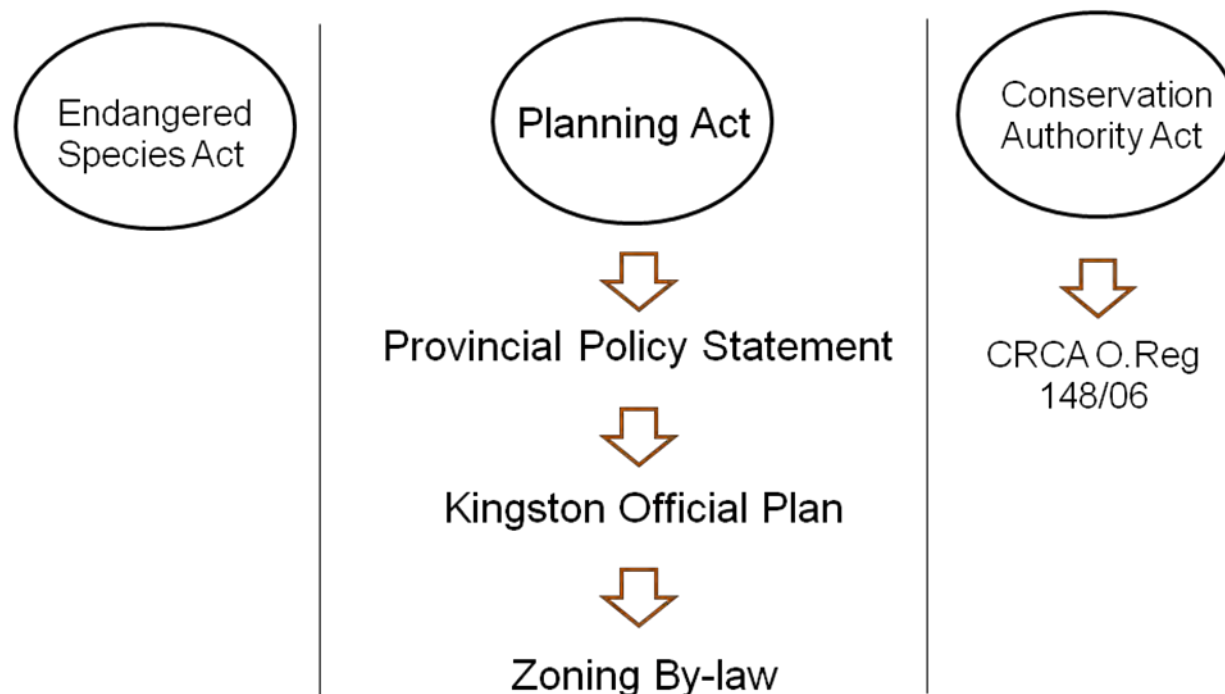 Endangered
Species Act
Planning Act
Provincial Policy Statement
Kingston Official Plan
Zoning By-law
Conservation
Authority Act
CRCA O.Reg
148/06